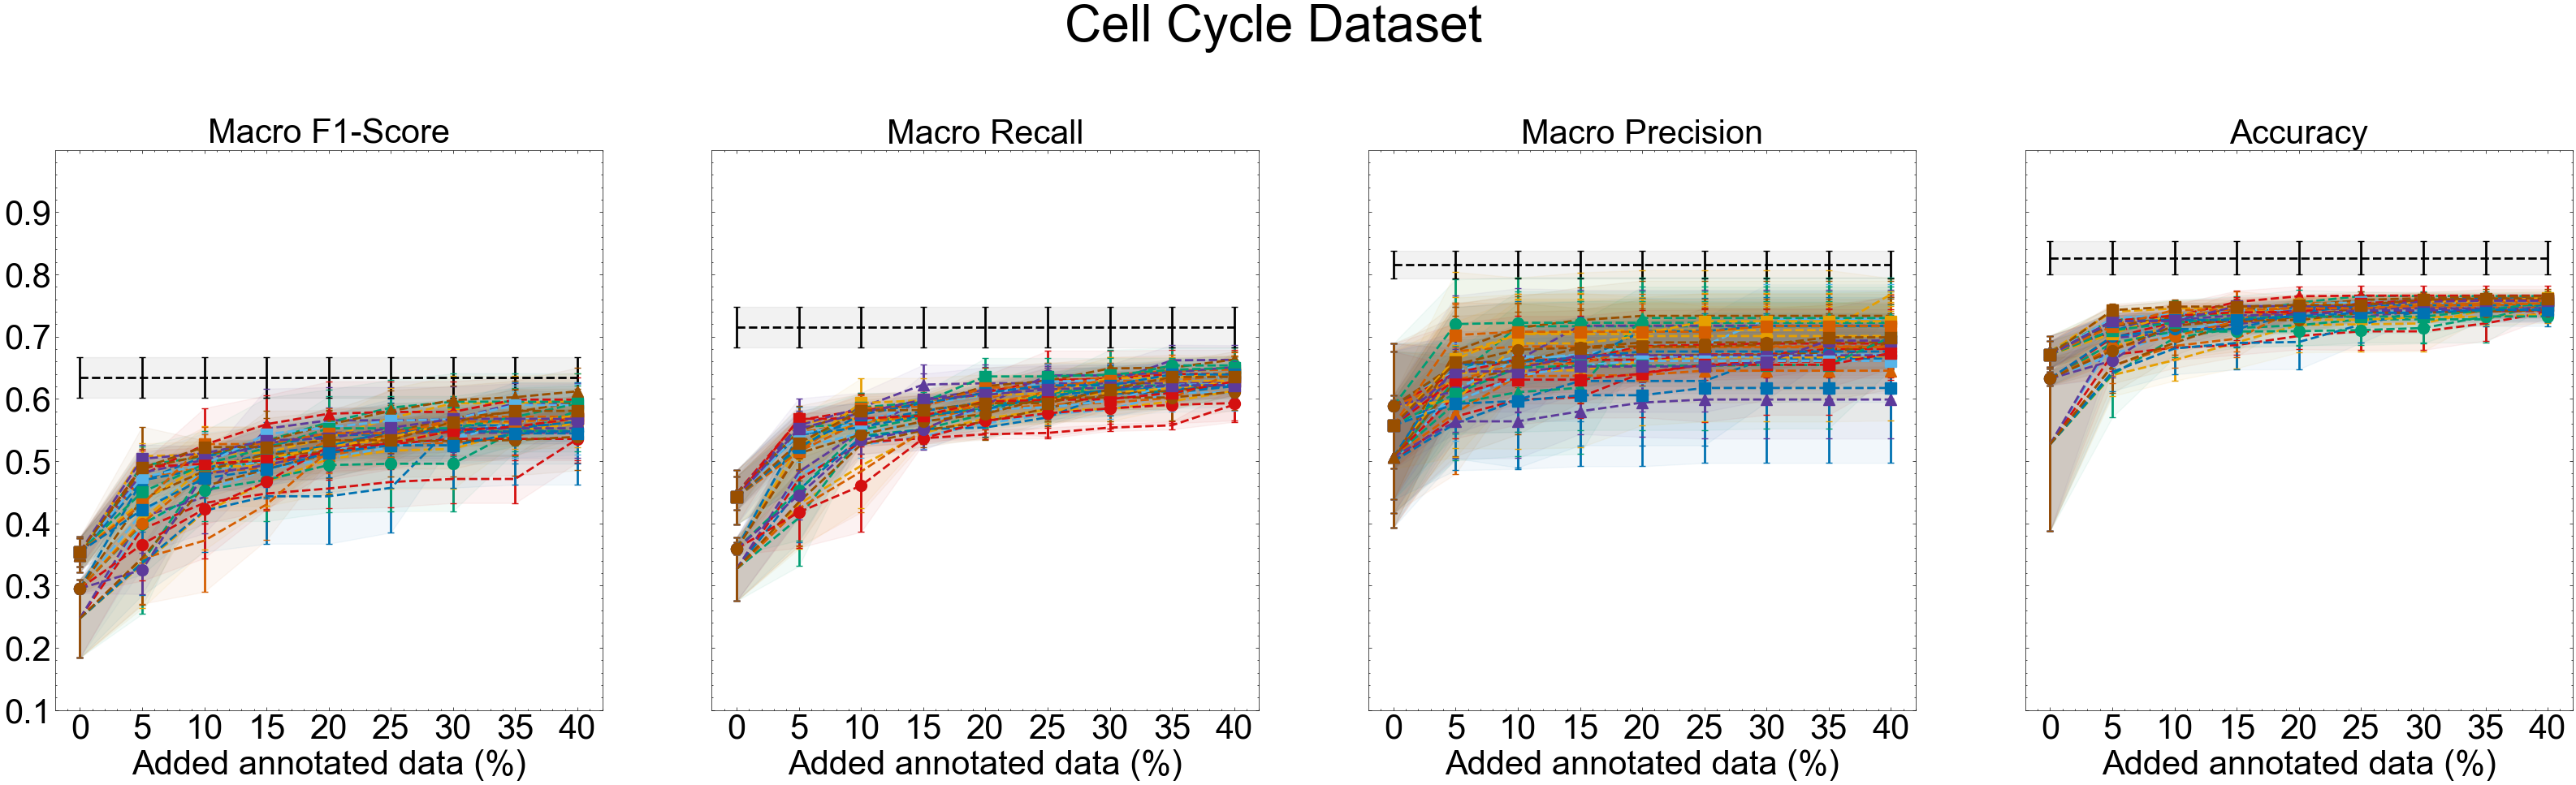 Cell Cycle Dataset
Macro F1-Score
Macro Recall
Macro Precision
Accuracy
0.9
0.8
0.7
0.6
0.5
0.4
0.3
0.2
0.1
0 5 10 15 20 25 30 35 40
0 5 10 15 20 25 30 35 40
0 5 10 15 20 25 30 35 40
0 5 10 15 20 25 30 35 40
Added annotated data (%)
Added annotated data (%)
Added annotated data (%)
Added annotated data (%)